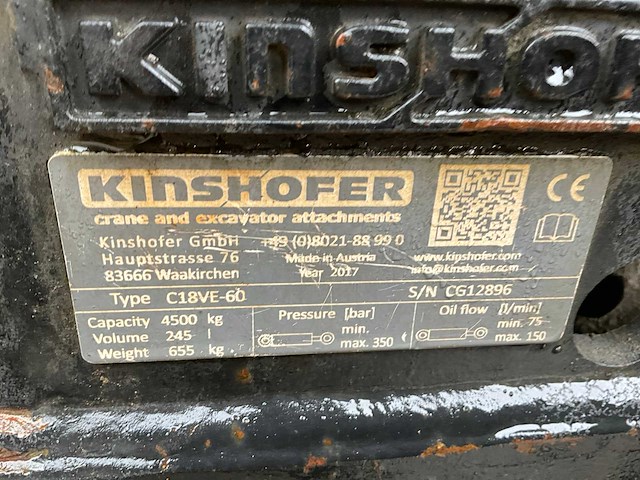 KINSHOFER
KINSHOFER
crane and excavator attachments
Kinshofer GmbH +49 (0)8021-88 99 0
Hauptstrasse 76 Made in Austria www.kinshofer.com
83666 Waakirchen Year 2017 info@kinshofer.com
CE
Type C18VE-60 S/N CG12896
Capacity 4500 kg Pressure [bar] Oil flow [l/min]
Volume 245 l min. min. 75
Weight 655 kg max. 350 max. 150